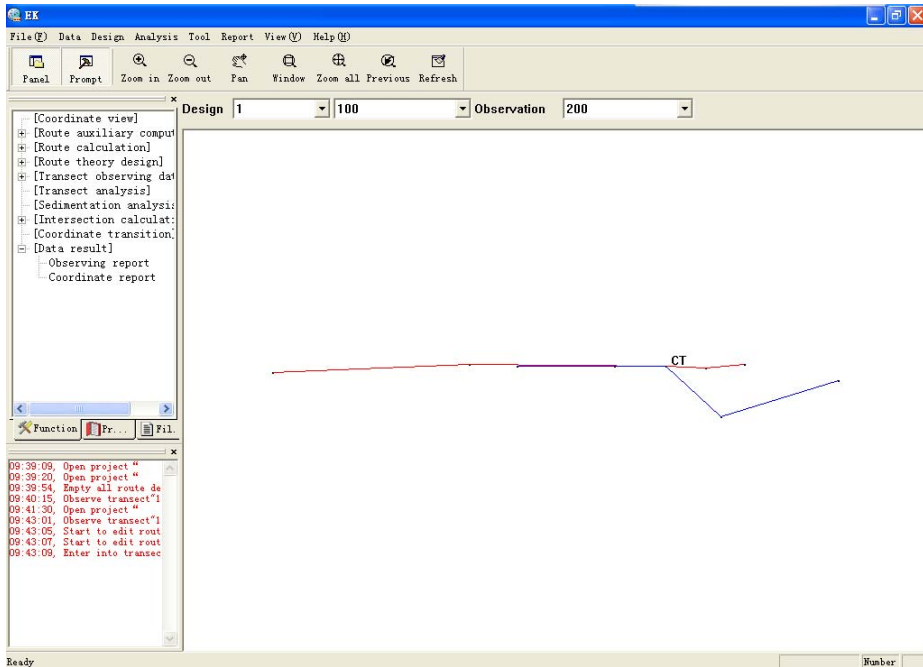 EK
File(F) Data Design Analysis Tool Report View(V) Help(H)
Panel Prompt Zoom in Zoom out Pan Window Zoom all Previous Refresh
Design 1 100 Observation 200
[Coordinate view]
[Route auxiliary comput
[Route calculation]
[Route theory design]
[Transect observing dat
[Transect analysis]
[Sedimentation analysis
[Intersection calculat
[Coordinate transition]
[Data result]
Observing report
Coordinate report
CT
Function Pr... Fil.
09:39:09, Open project "
09:39:20, Open project "
09:39:54, Empty all route de
09:40:15, Observe transect"1
09:41:30, Open project "
09:43:01, Observe transect"1
09:43:05, Start to edit rout
09:43:07, Start to edit rout
09:43:09, Enter into transec
Ready Number